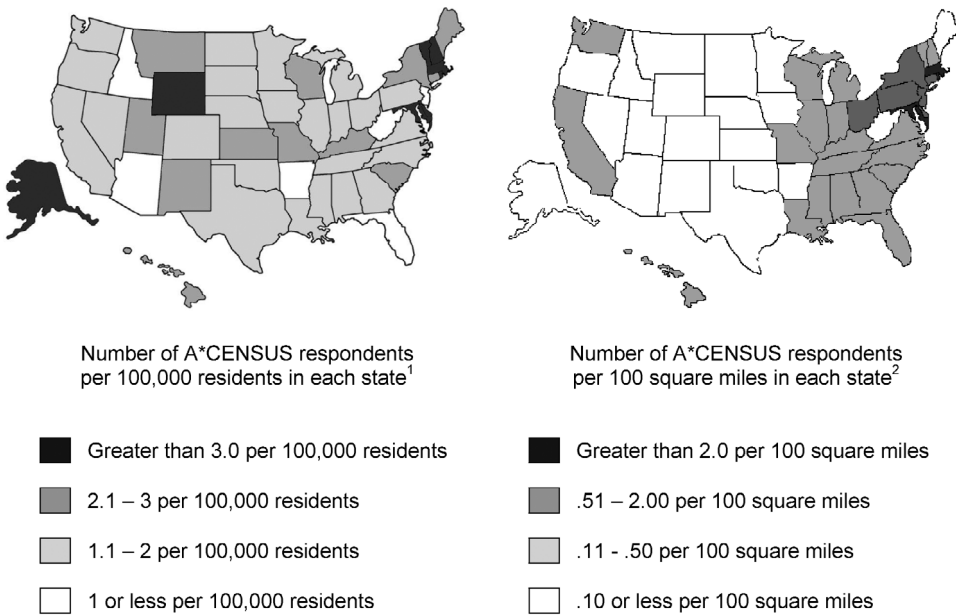 Number of A*CENSUS respondents
per 100,000 residents in each state¹
Greater than 3.0 per 100,000 residents
2.1 – 3 per 100,000 residents
1.1 – 2 per 100,000 residents
1 or less per 100,000 residents
Number of A*CENSUS respondents
per 100 square miles in each state²
Greater than 2.0 per 100 square miles
.51 – 2.00 per 100 square miles
.11 - .50 per 100 square miles
.10 or less per 100 square miles